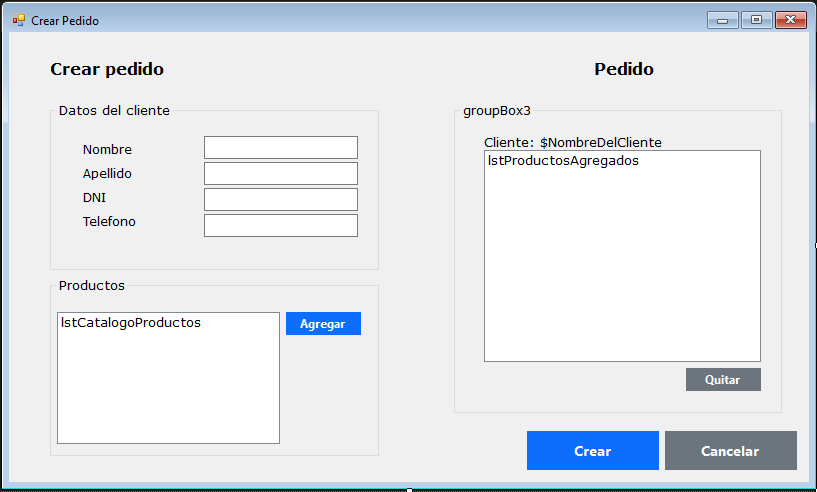 Crear Pedido
Crear pedido
Datos del cliente
Nombre
Apellido
DNI
Telefono
Productos
lstCatalogoProductos
Agregar
Pedido
groupBox3
Cliente: $NombreDelCliente
lstProductosAgregados
Quitar
Crear
Cancelar